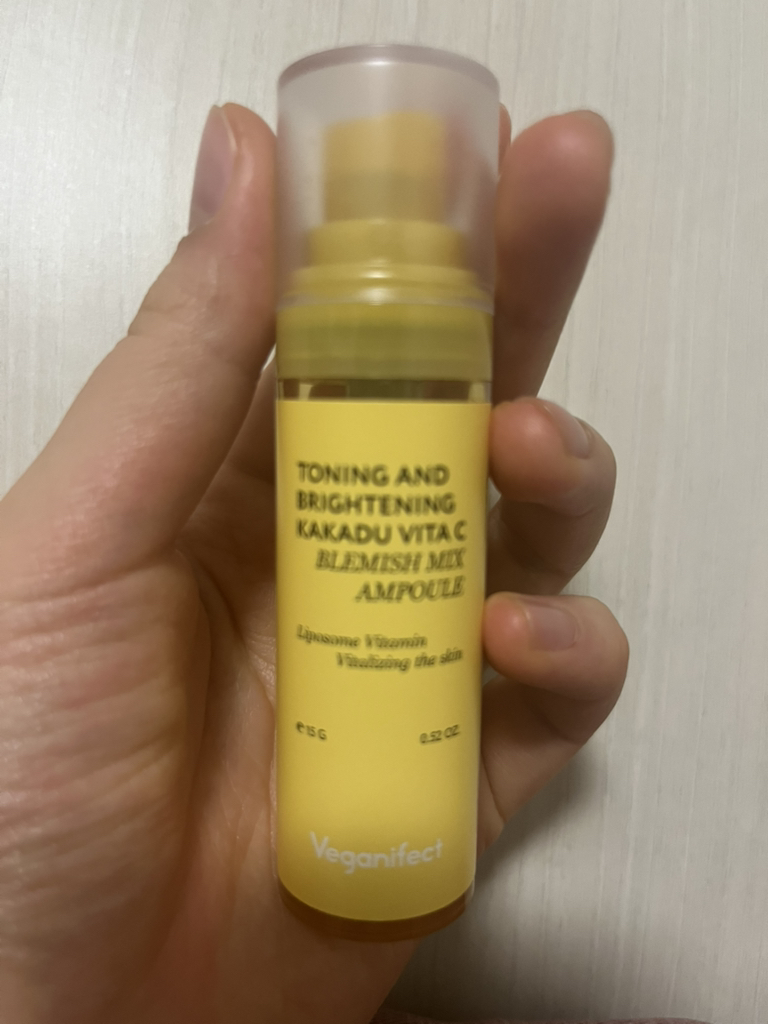 TONING AND
BRIGHTENING
KAKADU VITA C
BLEMISH MIX
AMPOULE
Liposome Vitamin
Vitalizing the skin
℮ 15 G 0.52 OZ.
Veganifect